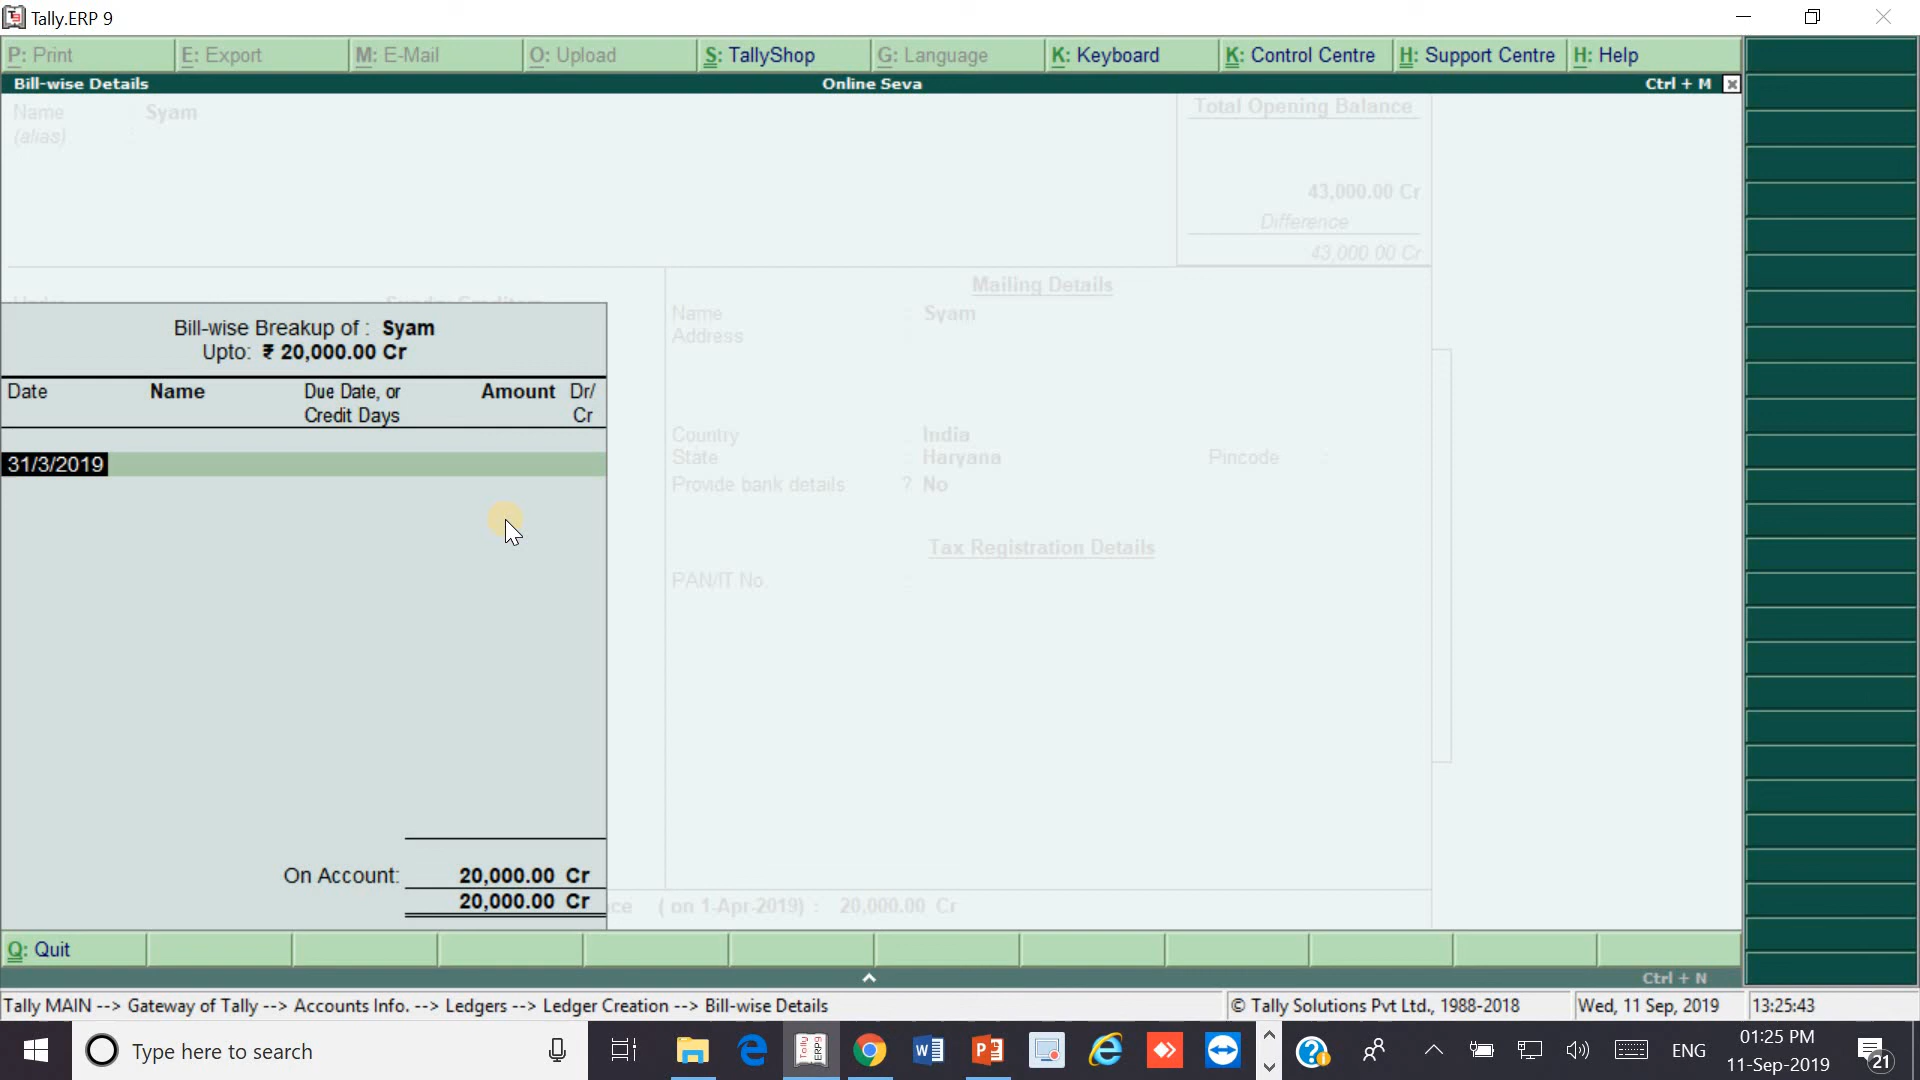 Tally.ERP 9
P: Print E: Export M: E-Mail O: Upload S: TallyShop G: Language K: Keyboard K: Control Centre H: Support Centre H: Help
Bill-wise Details Online Seva Ctrl + M
Name : Syam
(alias) :
Total Opening Balance
43,000.00 Cr
Difference
43,000.00 Cr
Mailing Details
Name : Syam
Address
Country : India
State : Haryana Pincode :
Provide bank details ? No
Tax Registration Details
PAN/IT No. :
Bill-wise Breakup of : Syam
Upto: ₹ 20,000.00 Cr
Date Name Due Date, or Amount Dr/
Credit Days Cr
31/3/2019
On Account: 20,000.00 Cr
20,000.00 Cr
( on 1-Apr-2019) : 20,000.00 Cr
Q: Quit
Ctrl + N
Tally MAIN --> Gateway of Tally --> Accounts Info. --> Ledgers --> Ledger Creation --> Bill-wise Details © Tally Solutions Pvt Ltd., 1988-2018 Wed, 11 Sep, 2019 13:25:43
Type here to search
ENG
01:25 PM
11-Sep-2019
21